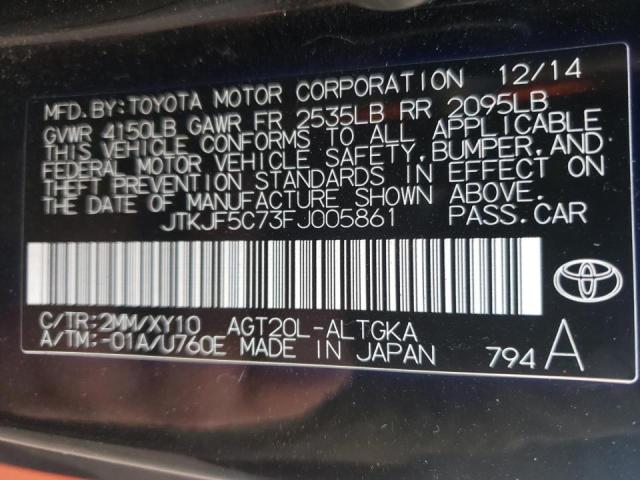 MFD.BY:TOYOTA MOTOR CORPORATION 12/14
GVWR 4150LB GAWR FR 2535LB RR 2095LB
THIS VEHICLE CONFORMS TO ALL APPLICABLE
FEDERAL MOTOR VEHICLE SAFETY,BUMPER,AND
THEFT PREVENTION STANDARDS IN EFFECT ON
THE DATE OF MANUFACTURE SHOWN ABOVE.
JTKJF5C73FJ005861 PASS.CAR
C/TR:2MM/XY10 AGT20L-ALTGKA
A/TM:-01A/U760E MADE IN JAPAN 794 A